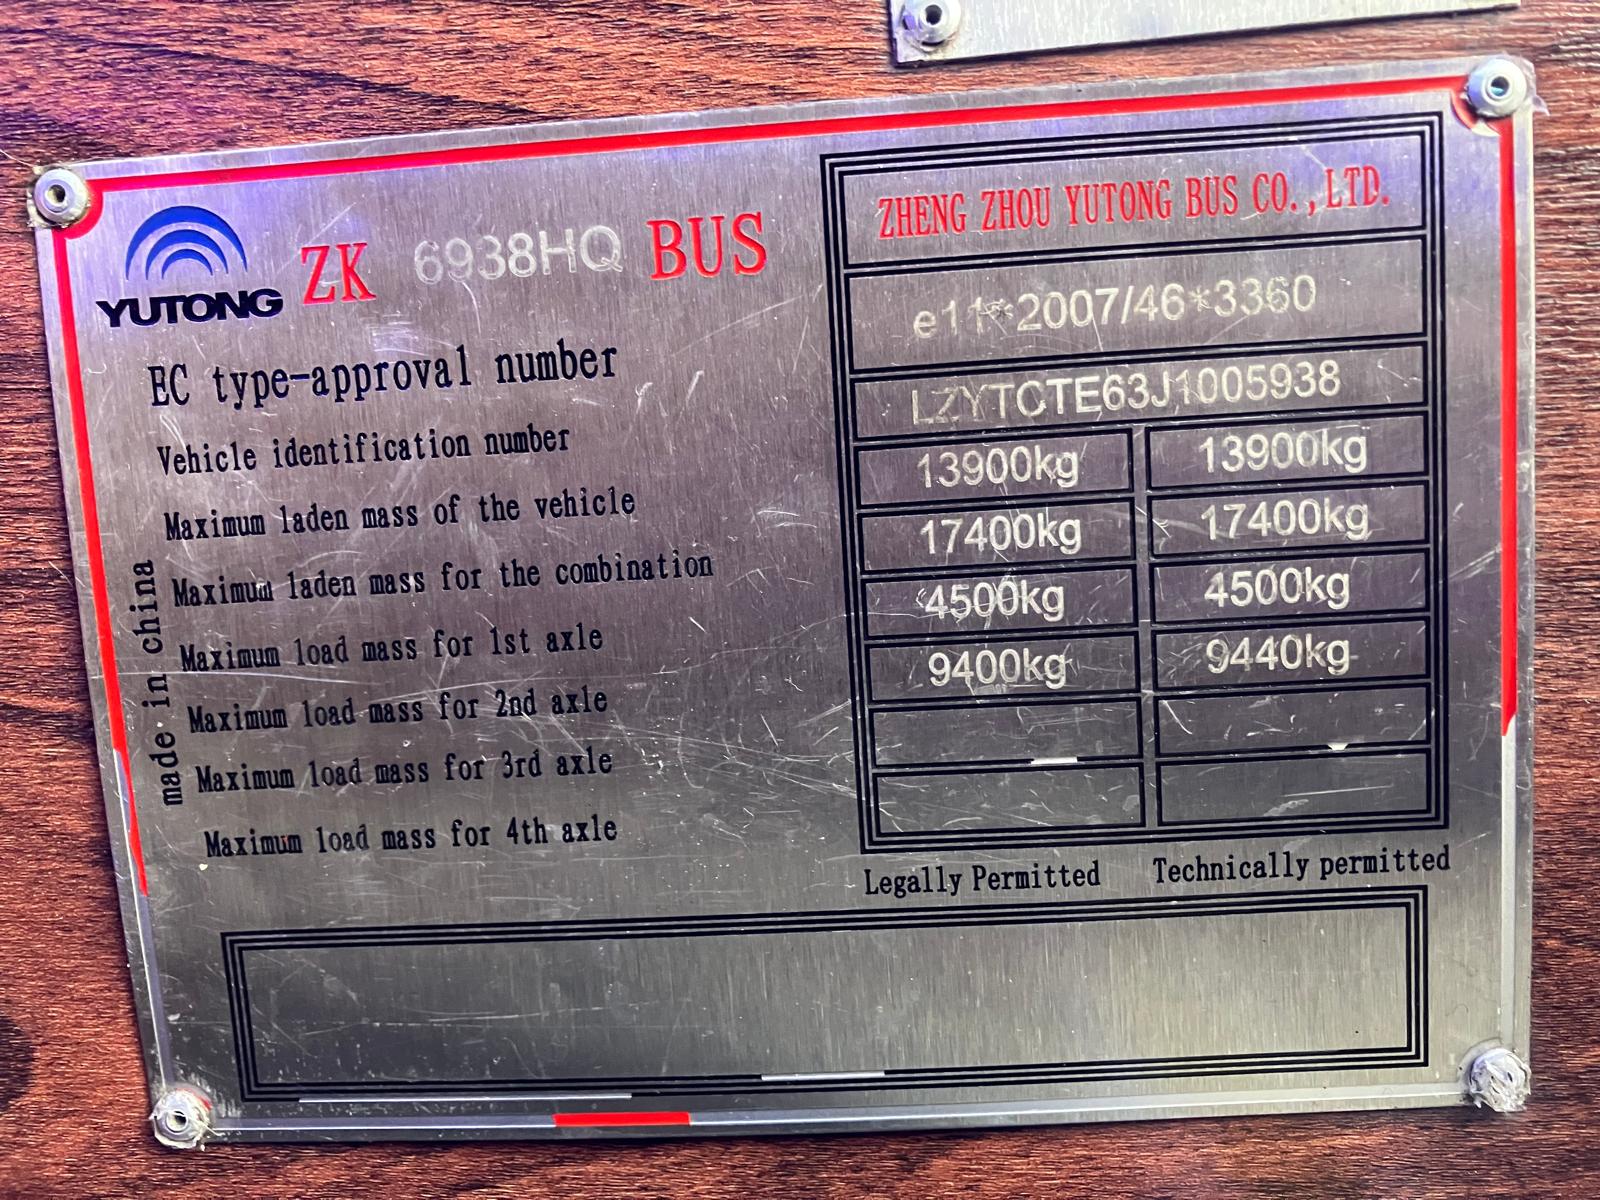 YUTONG ZK 6938HQ BUS
ZHENG ZHOU YUTONG BUS CO.,LTD.
EC type-approval number e11*2007/46*3360
Vehicle identification number LZYTCTE63J1005938
Maximum laden mass of the vehicle 13900kg 13900kg
Maximum laden mass for the combination 17400kg 17400kg
Maximum load mass for 1st axle 4500kg 4500kg
Maximum load mass for 2nd axle 9400kg 9440kg
Maximum load mass for 3rd axle
Maximum load mass for 4th axle
Legally Permitted Technically permitted
made in china